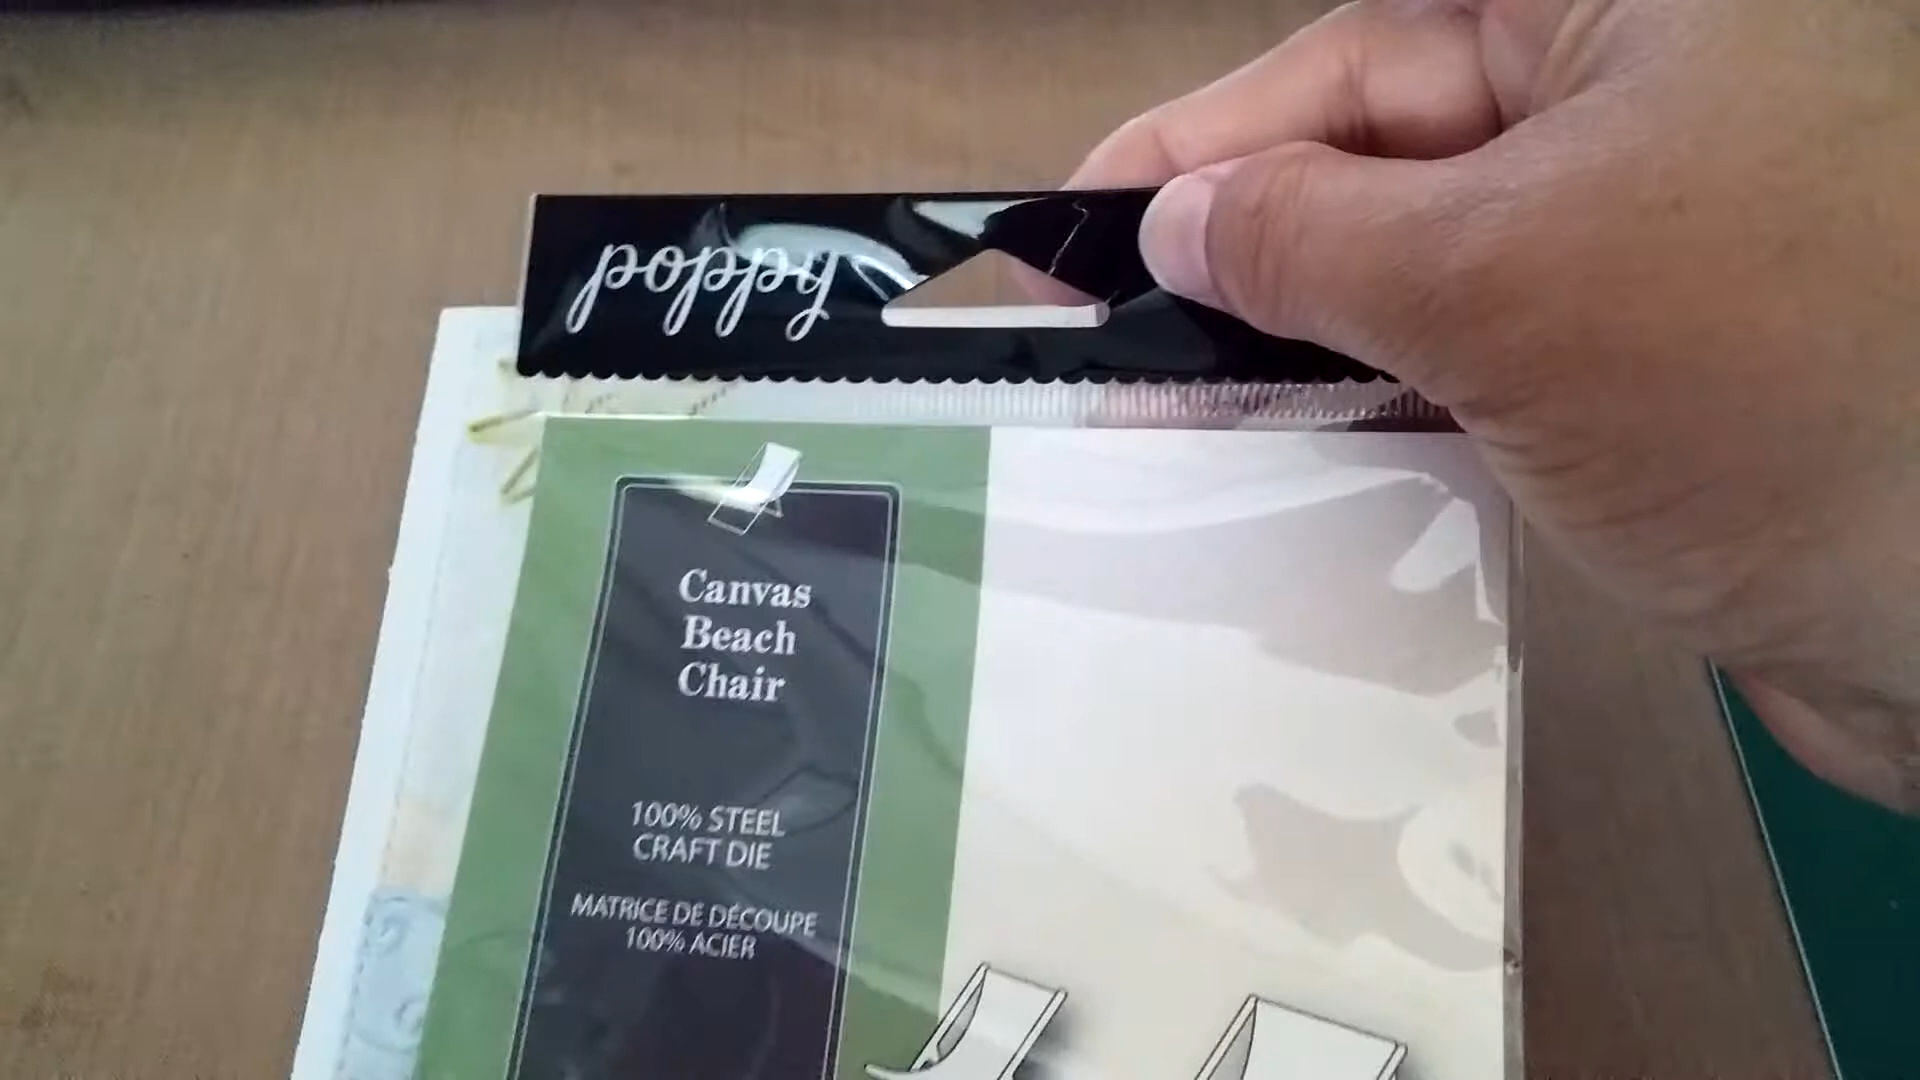 poppy
Canvas
Beach
Chair
100% STEEL
CRAFT DIE
MATRICE DE DÉCOUPE
100% ACIER